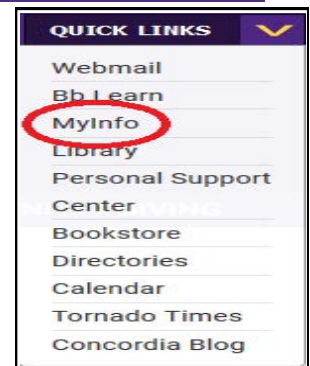 QUICK LINKS
Webmail
Bb Learn
MyInfo
Library
Personal Support
Center
Bookstore
Directories
Calendar
Tornado Times
Concordia Blog